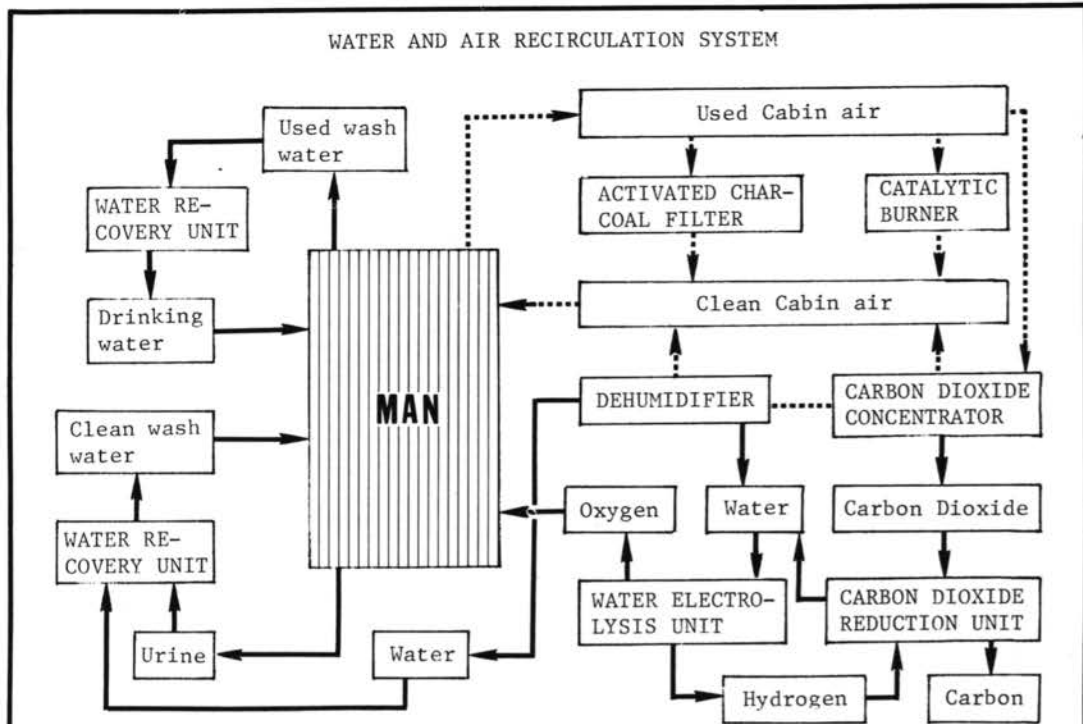 WATER AND AIR RECIRCULATION SYSTEM
Used wash
water
Used Cabin air
WATER RE-
COVERY UNIT
ACTIVATED CHAR-
COAL FILTER
CATALYTIC
BURNER
Drinking
water
Clean Cabin air
MAN
DEHUMIDIFIER
CARBON DIOXIDE
CONCENTRATOR
Clean wash
water
Oxygen
Water
Carbon Dioxide
WATER RE-
COVERY UNIT
WATER ELECTRO-
LYSIS UNIT
CARBON DIOXIDE
REDUCTION UNIT
Urine
Water
Hydrogen
Carbon